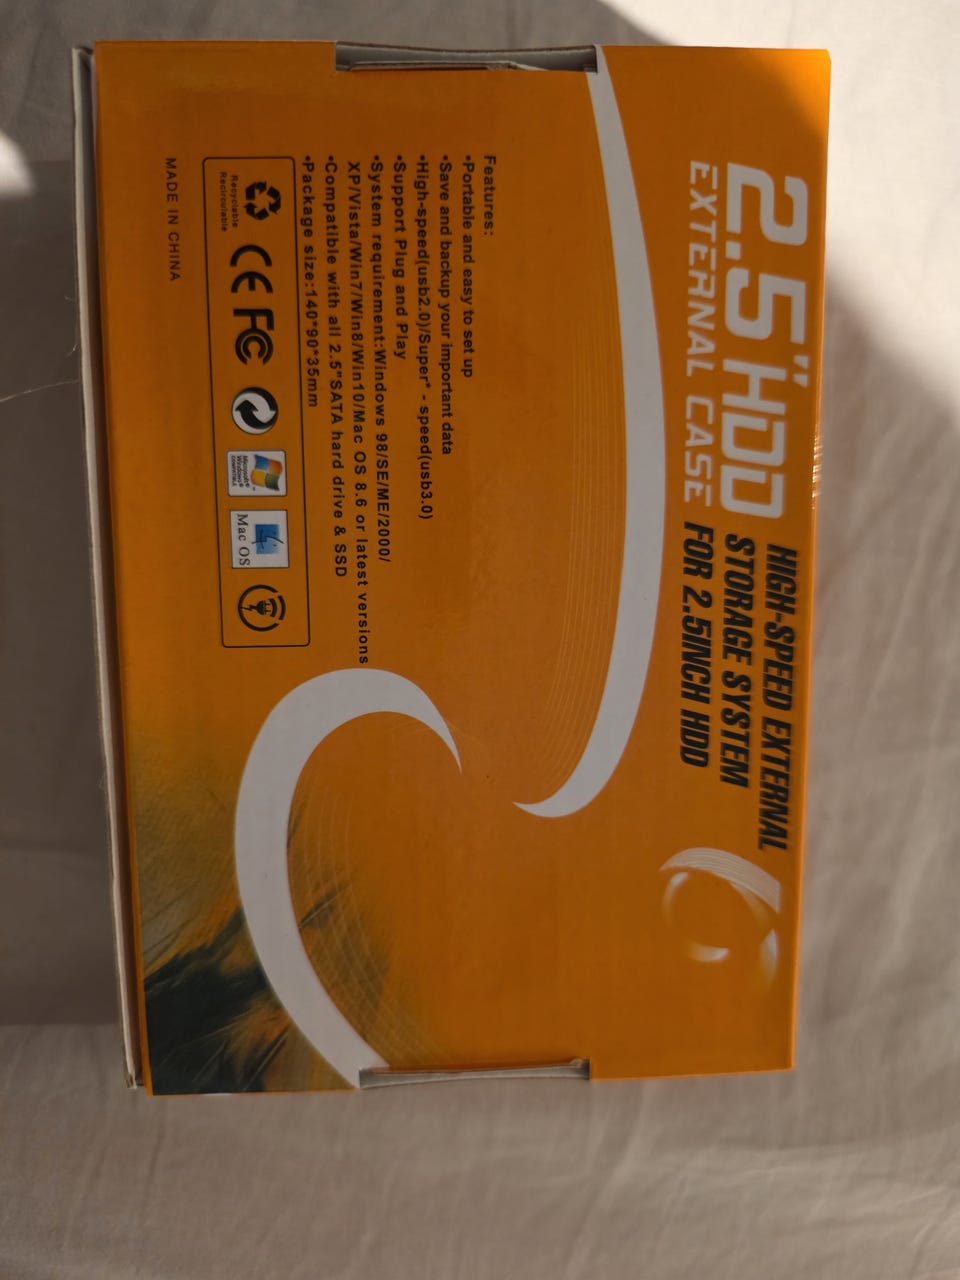 2.5" HDD
EXTERNAL CASE
HIGH-SPEED EXTERNAL
STORAGE SYSTEM
FOR 2.5INCH HDD
Features:
•Portable and easy to set up
•Save and backup your important data
•High-speed(usb2.0)/Super* - speed(usb3.0)
•Support Plug and Play
•System requirement:Windows 98/SE/ME/2000/
XP/Vista/Win7/Win8/Win10/Mac OS 8.6 or latest versions
•Compatible with all 2.5"SATA hard drive & SSD
•Package size:140*90*35mm
Recyclable
Recirculable
CE
FC
Microsoft®
Windows®
COMPATIBLE
Mac OS
MADE IN CHINA